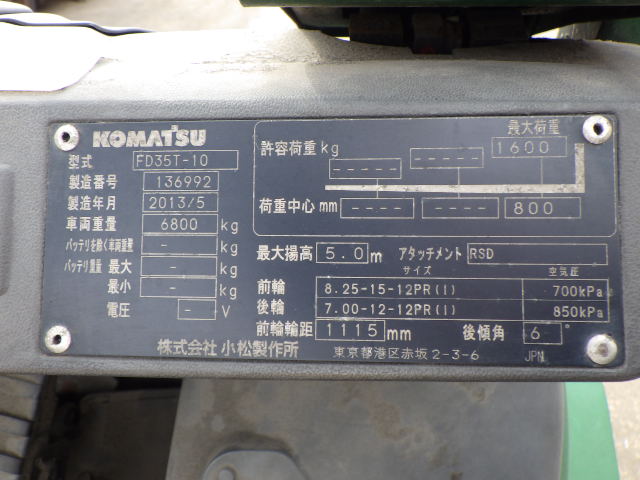 KOMATSU
型式 FD35T-10
製造番号 136992
製造年月 2013/5
車両重量 6800 kg
バッテリを除く車両重量 - kg
バッテリ重量 最大 - kg
最小 - kg
電圧 - V
株式会社 小松製作所
最大荷重
許容荷重 kg ----- ----- 1600
荷重中心 mm ---- ---- 800
最大揚高 5.0 m アタッチメント RSD
サイズ 空気圧
前輪 8.25-15-12PR(I) 700kPa
後輪 7.00-12-12PR(I) 850kPa
前輪輪距 1115 mm 後傾角 6°
東京都港区赤坂 2-3-6 JPN